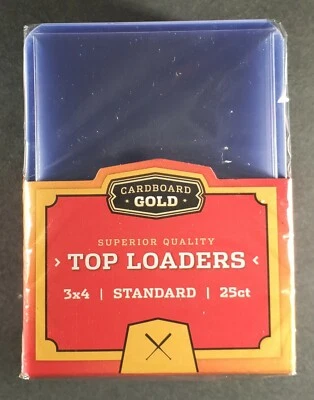 CARDBOARD
GOLD
SUPERIOR QUALITY
TOP LOADERS
3x4 | STANDARD | 25ct